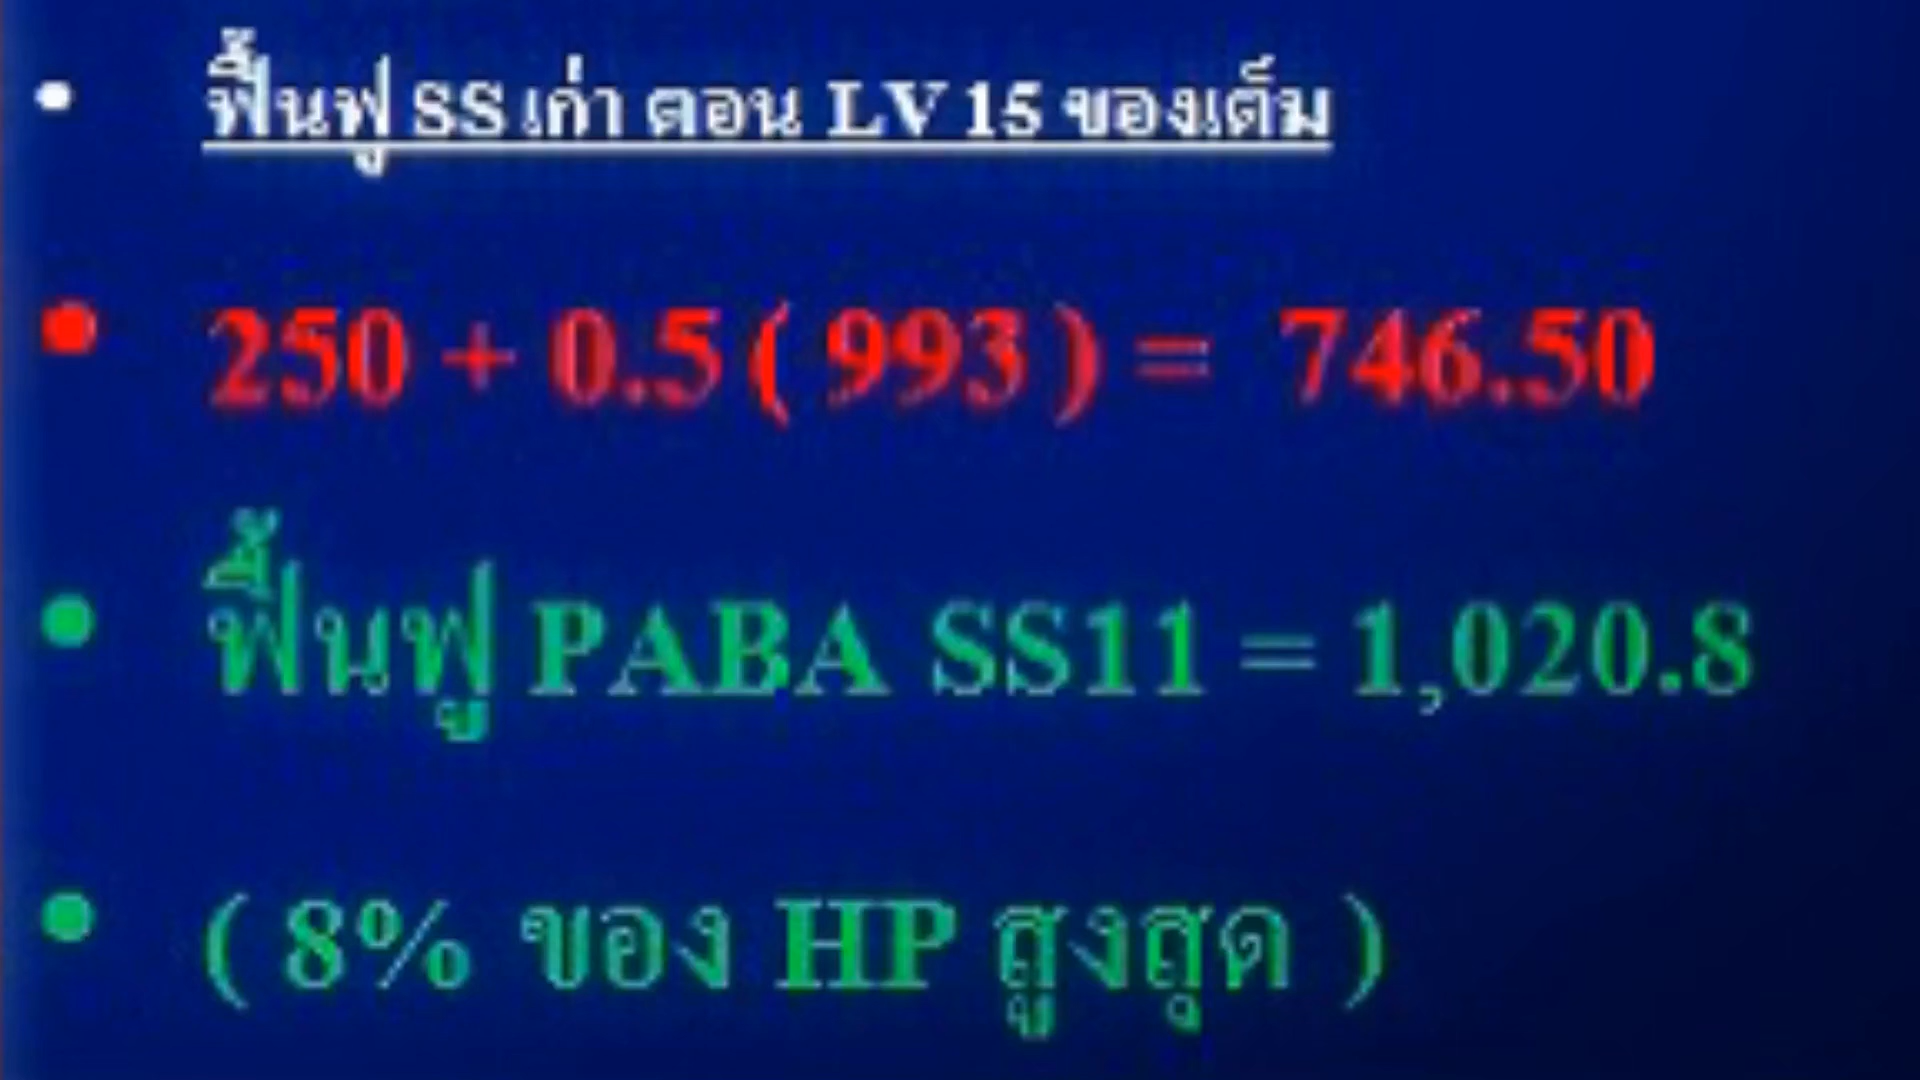 ฟื้นฟู SS เก่า ตอน LV 15 ของเต็ม
250 + 0.5 ( 993 ) = 746.50
ฟื้นฟู PABA SS11 = 1,020.8
( 8% ของ HP สูงสุด )